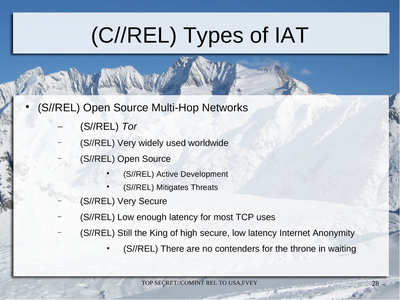 (C//REL) Types of IAT
• (S//REL) Open Source Multi-Hop Networks
– (S//REL) Tor
– (S//REL) Very widely used worldwide
– (S//REL) Open Source
• (S//REL) Active Development
• (S//REL) Mitigates Threats
– (S//REL) Very Secure
– (S//REL) Low enough latency for most TCP uses
– (S//REL) Still the King of high secure, low latency Internet Anonymity
• (S//REL) There are no contenders for the throne in waiting
TOP SECRET//COMINT REL TO USA,FVEY
28